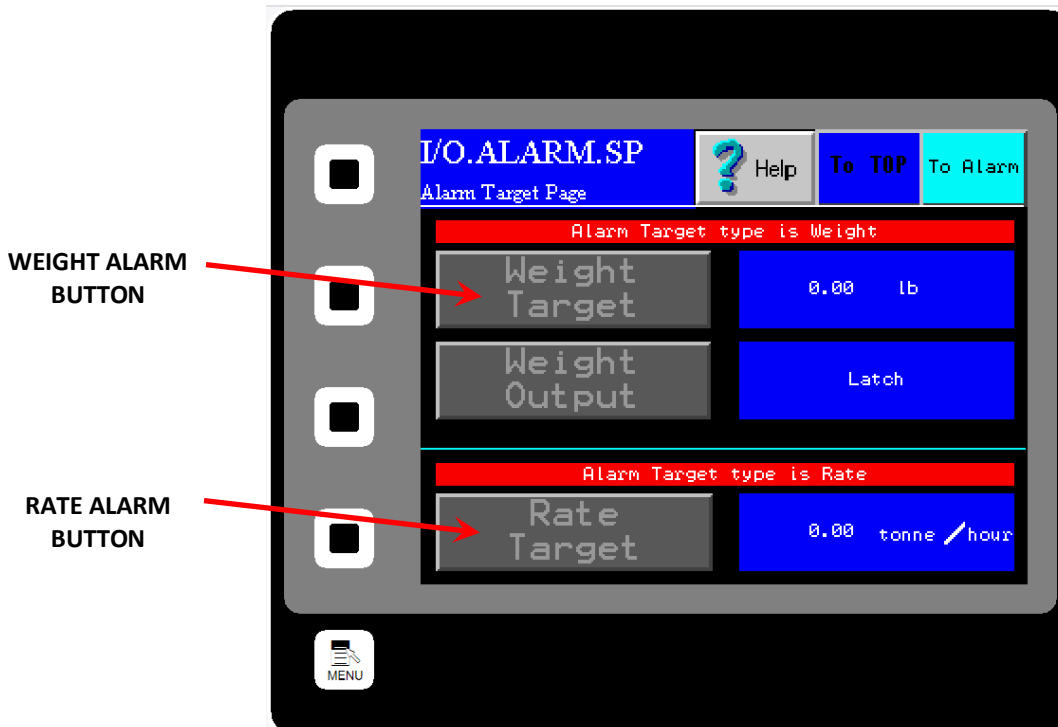 I/O.ALARM.SP
Alarm Target Page
? Help
To TOP
To Alarm
Alarm Target type is Weight
WEIGHT ALARM
BUTTON
Weight
Target
0.00 lb
Weight
Output
Latch
Alarm Target type is Rate
RATE ALARM
BUTTON
Rate
Target
0.00 tonne /hour
MENU